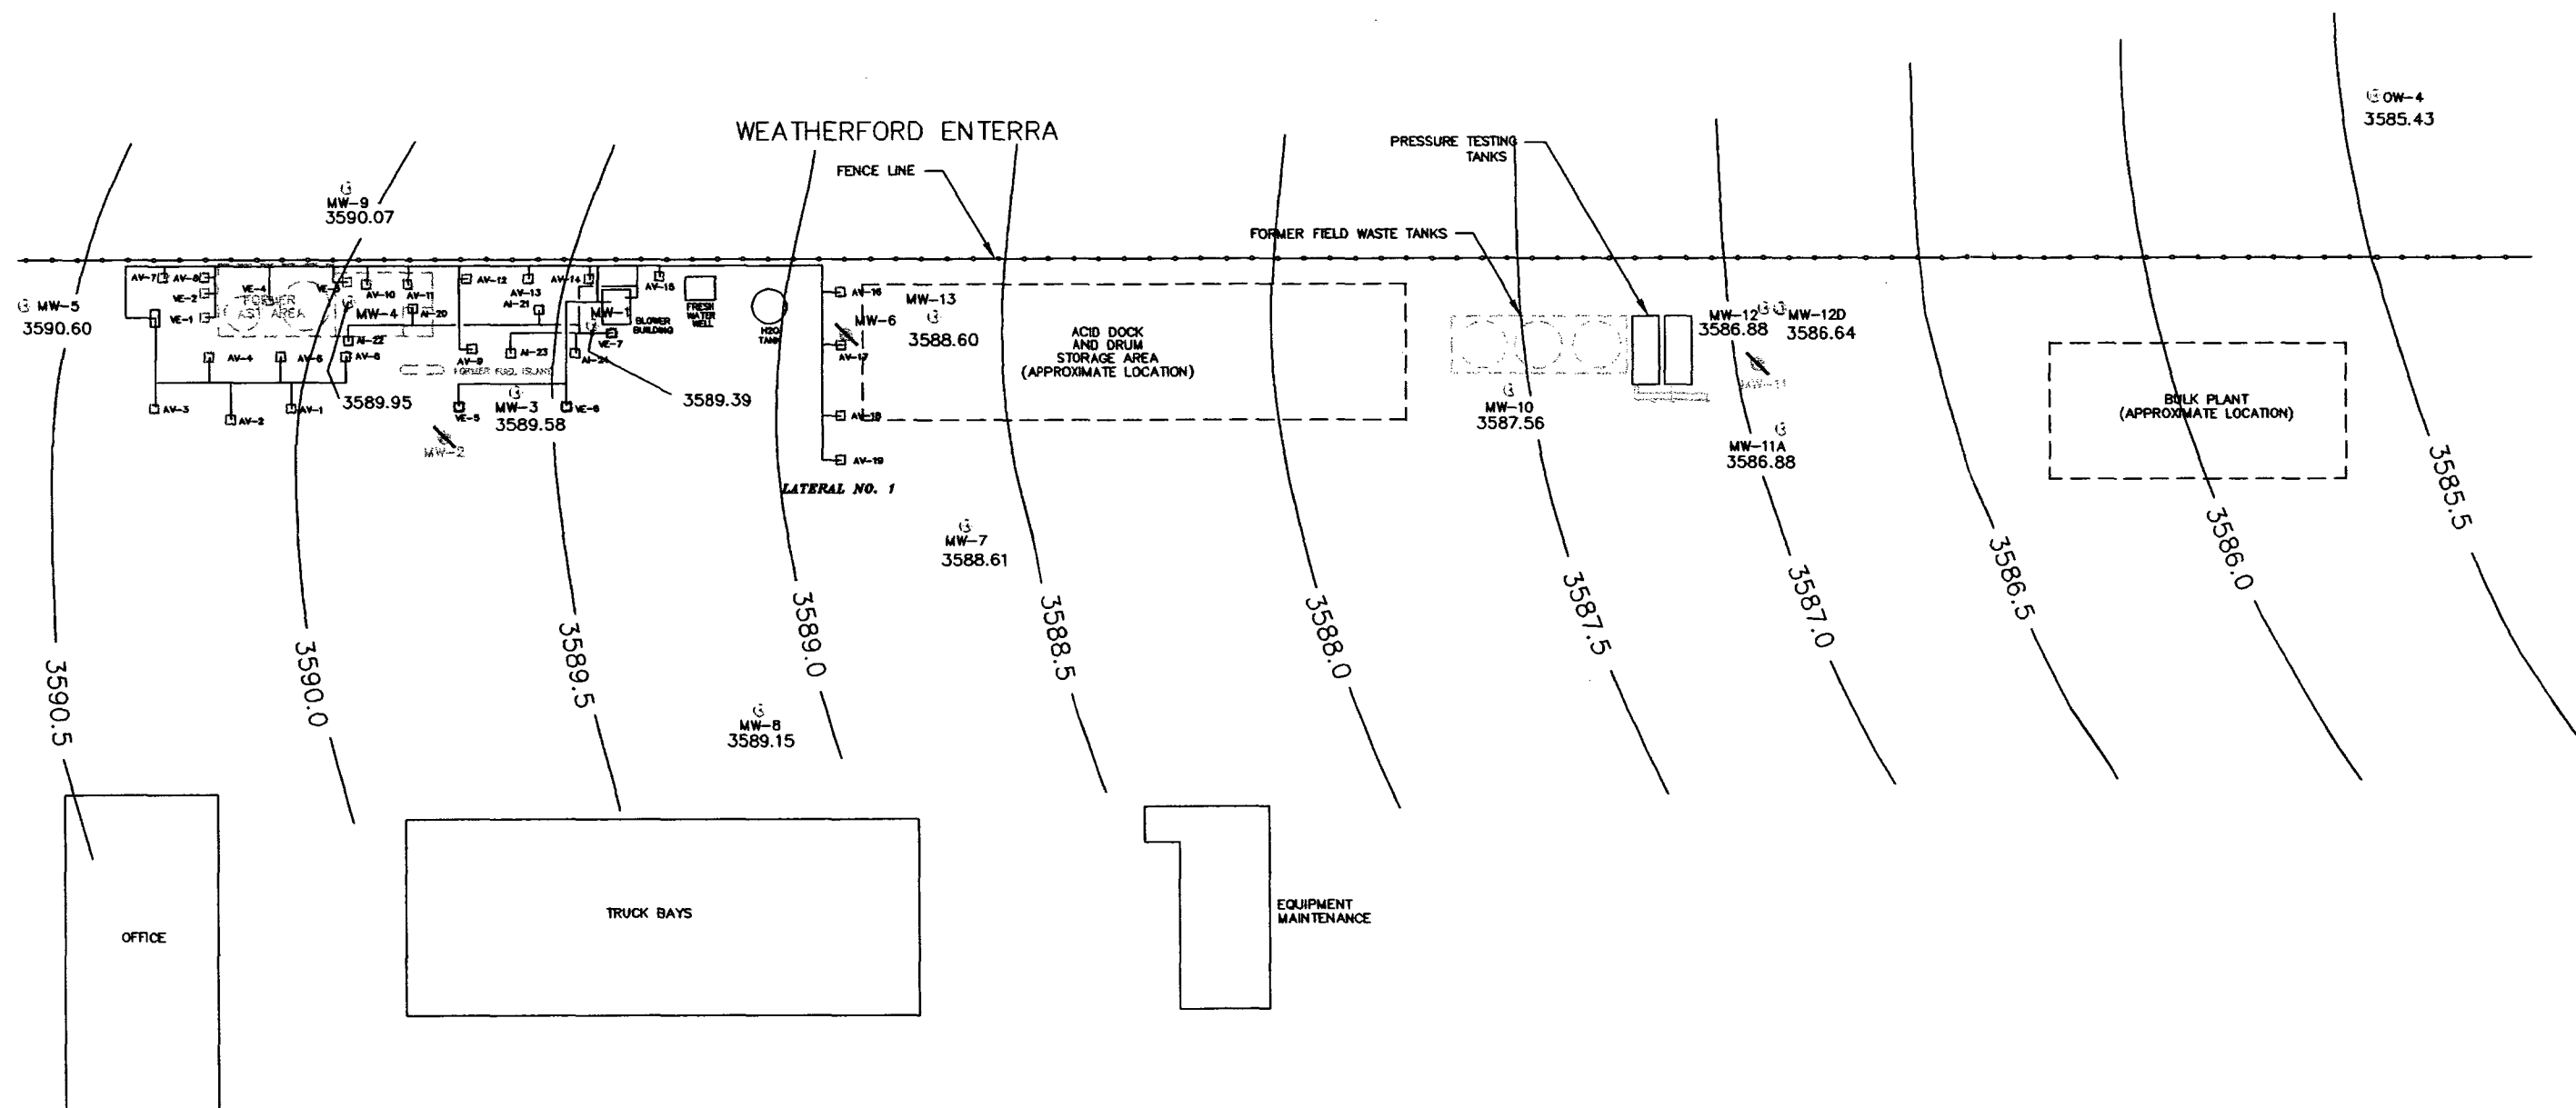 WEATHERFORD ENTERRA
FENCE LINE
PRESSURE TESTING
TANKS
FORMER FIELD WASTE TANKS
OW-4
3585.43
MW-9
3590.07
MW-5
3590.60
AV-7
AV-8
VE-2
VE-1
VE-4
FORMER
AST AREA
AV-10
AV-11
MW-4
AI-20
AI-22
AV-12
AV-13
AI-21
AV-14
AV-15
MW-1
BLOWER
BUILDING
FRESH
WATER
WELL
H2O
TANK
VE-7
AV-4
AV-6
AV-9
AI-23
AI-24
FORMER FUEL ISLAND
AV-3
AV-2
AV-1
3589.95
VE-5
MW-3
3589.58
VE-6
3589.39
MW-2
AV-16
MW-6
AV-17
AV-18
AV-19
LATERAL NO. 1
MW-13
3588.60
ACID DOCK
AND DRUM
STORAGE AREA
(APPROXIMATE LOCATION)
MW-10
3587.56
MW-12
3586.88
MW-12D
3586.64
MW-11
MW-11A
3586.88
BULK PLANT
(APPROXIMATE LOCATION)
MW-7
3588.61
MW-8
3589.15
3590.5
3590.0
3589.5
3589.0
3588.5
3588.0
3587.5
3587.0
3586.5
3586.0
3585.5
OFFICE
TRUCK BAYS
EQUIPMENT
MAINTENANCE